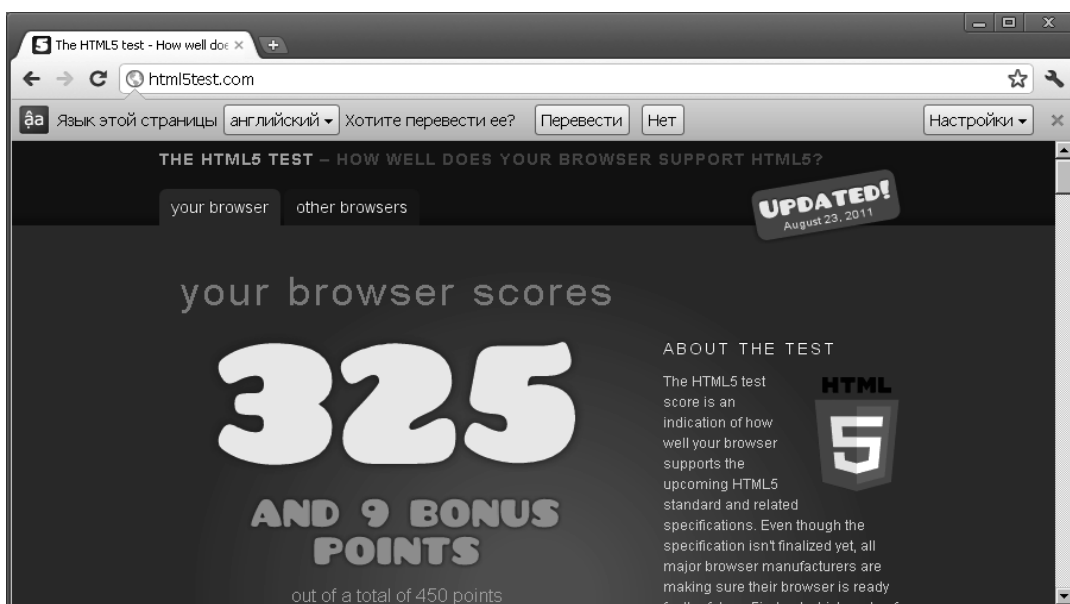 The HTML5 test - How well doe
html5test.com
Язык этой страницы английский Хотите перевести ее? Перевести Нет Настройки
THE HTML5 TEST – HOW WELL DOES YOUR BROWSER SUPPORT HTML5?
your browser other browsers
UPDATED!
August 23, 2011
your browser scores
325
AND 9 BONUS
POINTS
out of a total of 450 points
ABOUT THE TEST
The HTML5 test
score is an
indication of how
well your browser
supports the
upcoming HTML5
standard and related
specifications. Even though the
specification isn't finalized yet, all
major browser manufacturers are
making sure their browser is ready
HTML
5